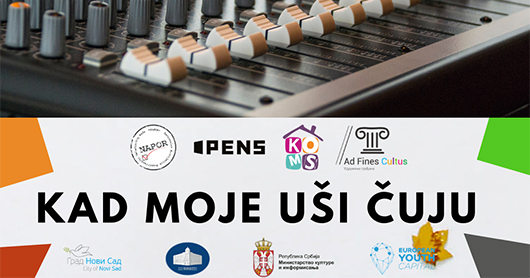 NAPOR
OPENS
KOMS
Ad Fines Cultus
KAD MOJE UŠI ČUJU
Град Нови Сад
City of Novi Sad
Република Србија
Министарство културе
и информисања
EUROPEAN
YOUTH
CAPITAL